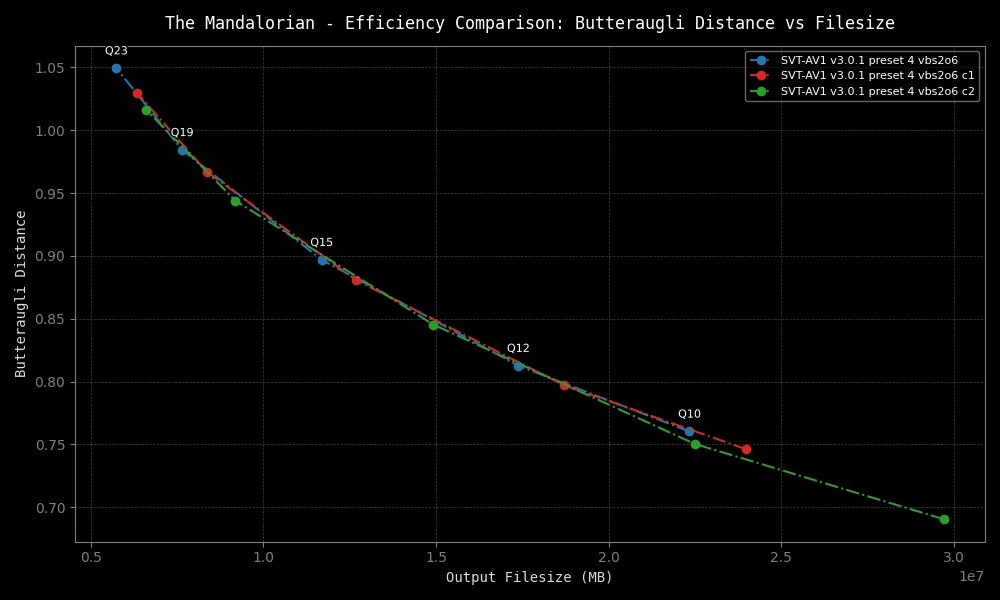 The Mandalorian - Efficiency Comparison: Butteraugli Distance vs Filesize
SVT-AV1 v3.0.1 preset 4 vbs2o6
SVT-AV1 v3.0.1 preset 4 vbs2o6 c1
SVT-AV1 v3.0.1 preset 4 vbs2o6 c2
Q23
Q19
Q15
Q12
Q10
Butteraugli Distance
1.05
1.00
0.95
0.90
0.85
0.80
0.75
0.70
0.5 1.0 1.5 2.0 2.5 3.0
1e7
Output Filesize (MB)